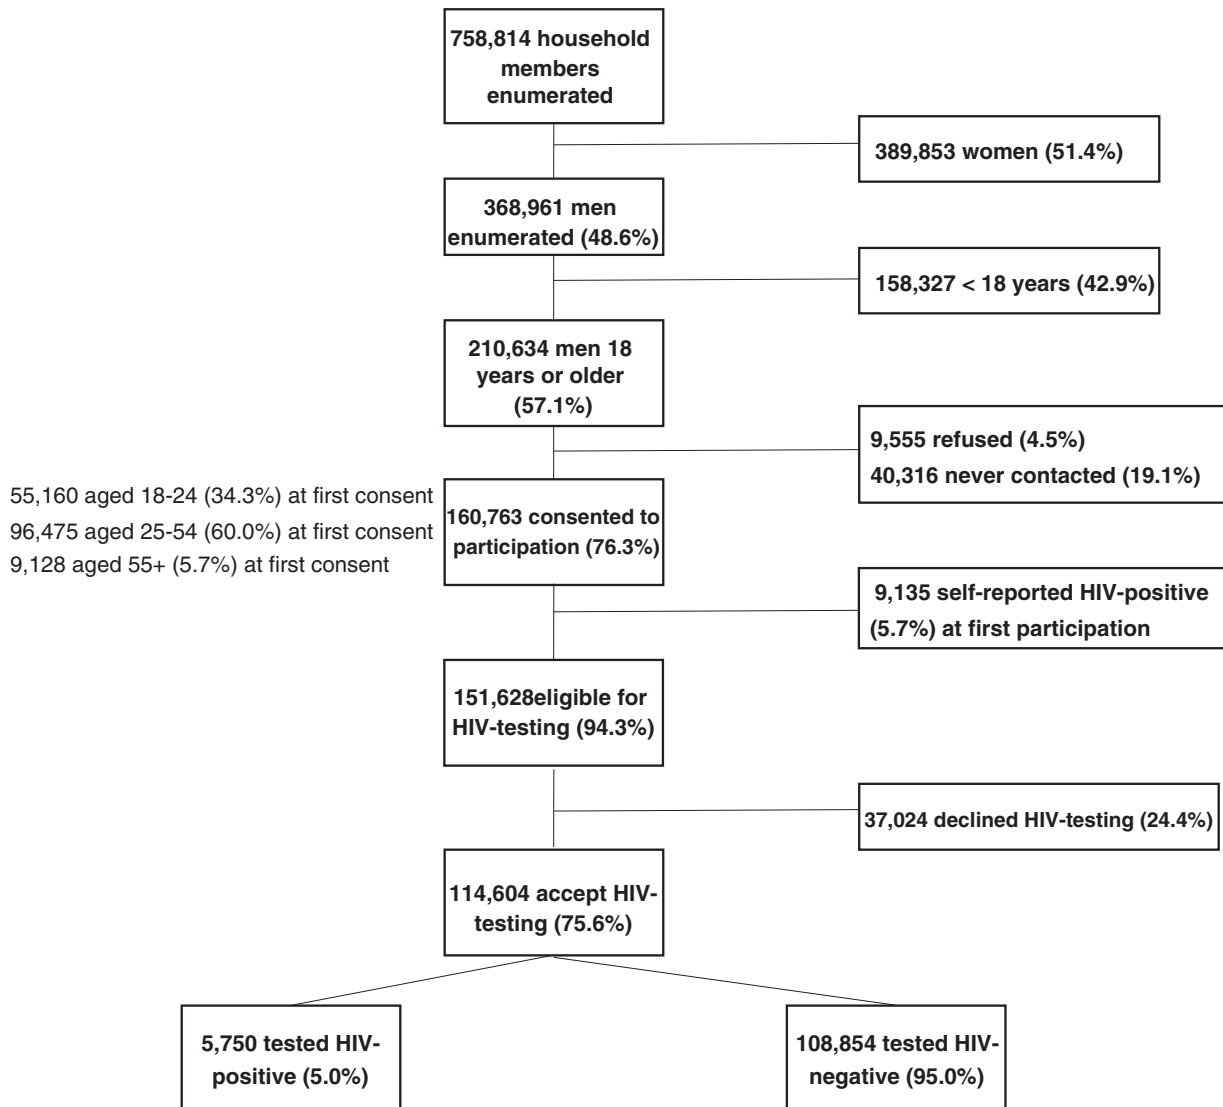 758,814 household
members
enumerated
389,853 women (51.4%)
368,961 men
enumerated (48.6%)
158,327 < 18 years (42.9%)
210,634 men 18
years or older
(57.1%)
9,555 refused (4.5%)
40,316 never contacted (19.1%)
55,160 aged 18-24 (34.3%) at first consent
96,475 aged 25-54 (60.0%) at first consent
9,128 aged 55+ (5.7%) at first consent
160,763 consented to
participation (76.3%)
9,135 self-reported HIV-positive
(5.7%) at first participation
151,628eligible for
HIV-testing (94.3%)
37,024 declined HIV-testing (24.4%)
114,604 accept HIV-
testing (75.6%)
5,750 tested HIV-
positive (5.0%)
108,854 tested HIV-
negative (95.0%)